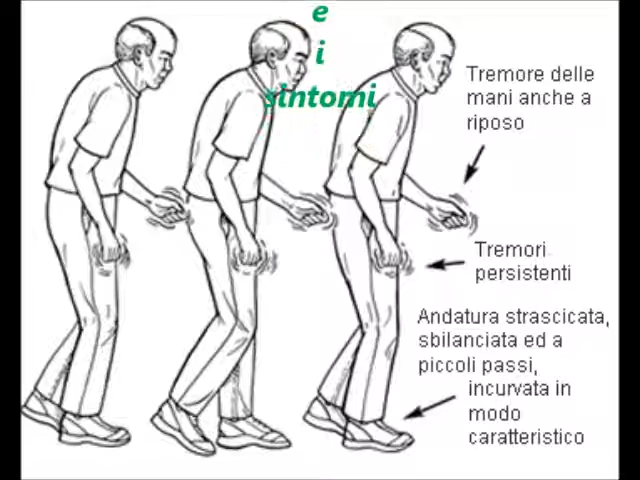 e
i
sintomi
Tremore delle
mani anche a
riposo
Tremori
persistenti
Andatura strascicata,
sbilanciata ed a
piccoli passi,
incurvata in
modo
caratteristico